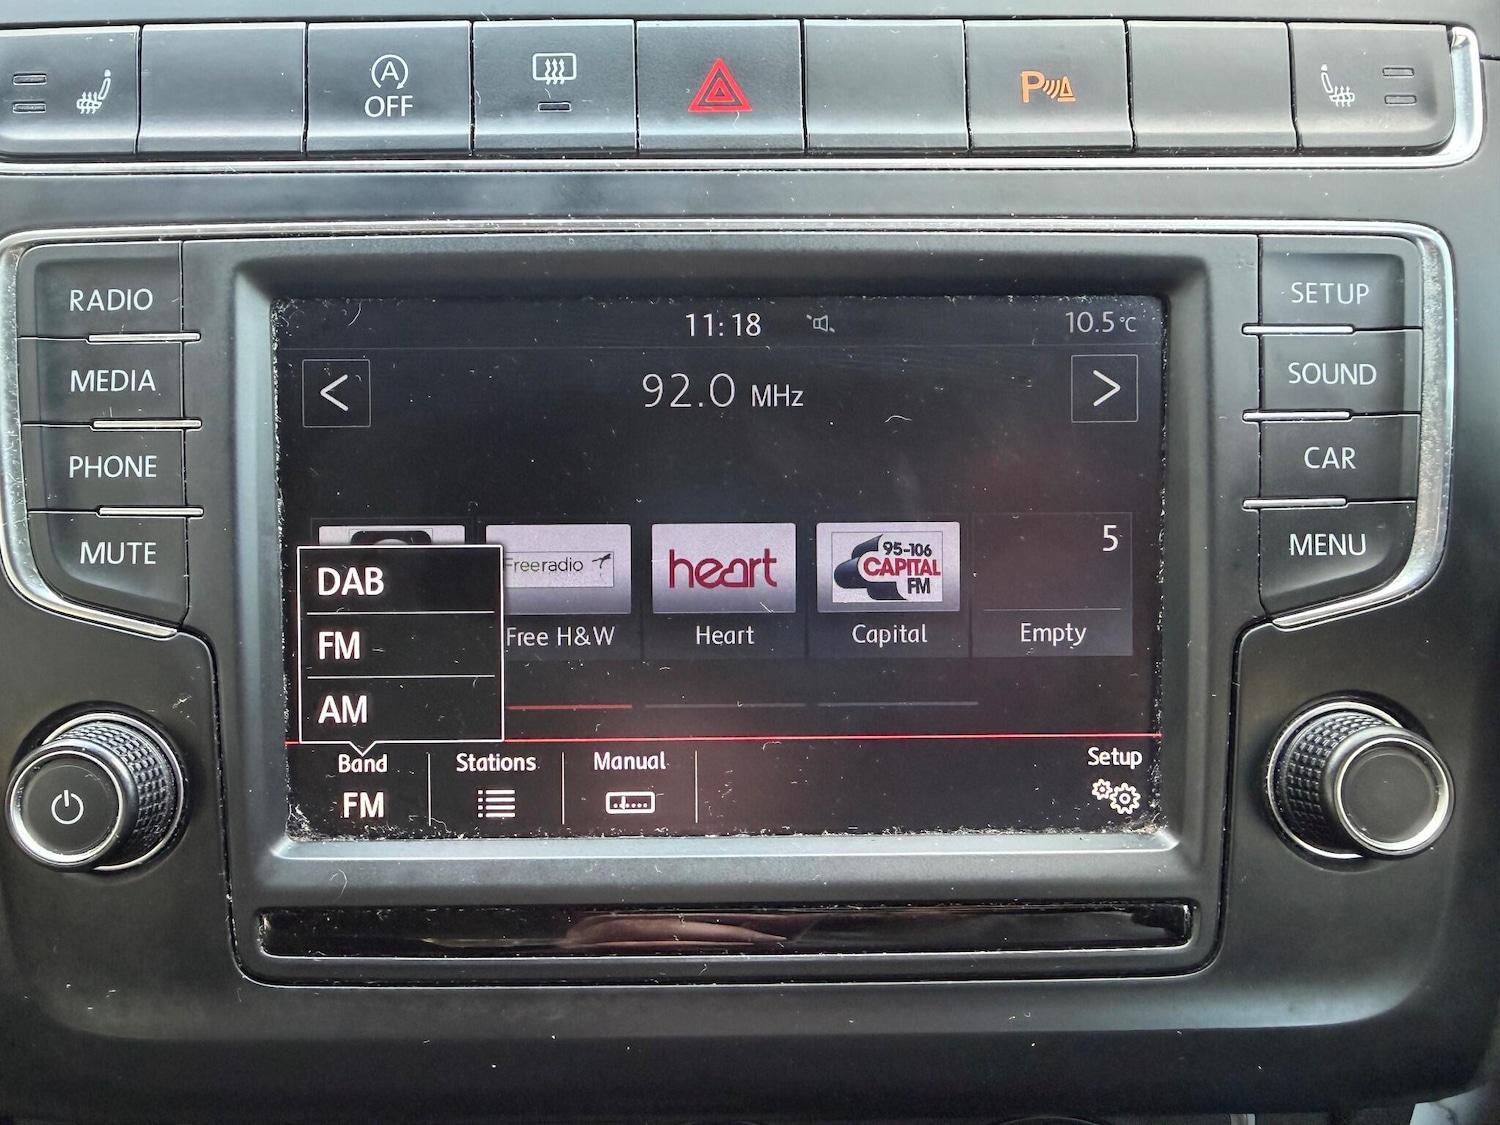 A
OFF
P
RADIO
MEDIA
PHONE
MUTE
SETUP
SOUND
CAR
MENU
11:18
10.5°C
<
92.0 MHz
>
Freeradio
heart
95-106
CAPITAL
FM
5
Free H&W
Heart
Capital
Empty
DAB
FM
AM
Band
FM
Stations
Manual
Setup